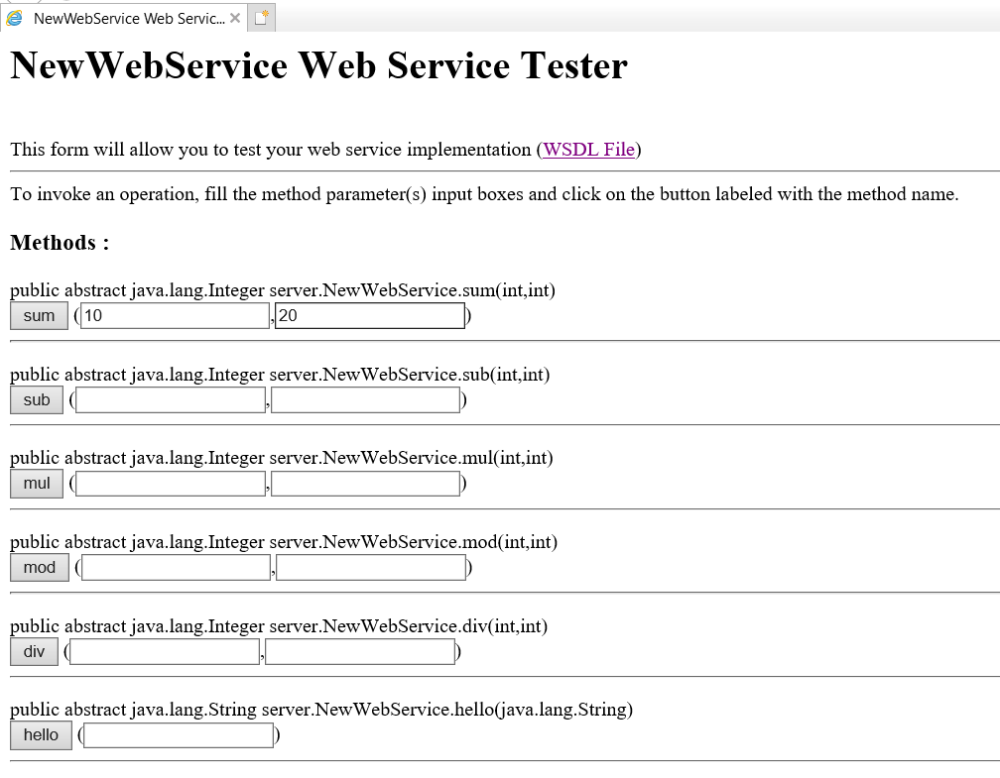 NewWebService Web Servic...
NewWebService Web Service Tester
This form will allow you to test your web service implementation (WSDL File)
To invoke an operation, fill the method parameter(s) input boxes and click on the button labeled with the method name.
Methods :
public abstract java.lang.Integer server.NewWebService.sum(int,int)
sum (10,20)
public abstract java.lang.Integer server.NewWebService.sub(int,int)
sub ( , )
public abstract java.lang.Integer server.NewWebService.mul(int,int)
mul ( , )
public abstract java.lang.Integer server.NewWebService.mod(int,int)
mod ( , )
public abstract java.lang.Integer server.NewWebService.div(int,int)
div ( , )
public abstract java.lang.String server.NewWebService.hello(java.lang.String)
hello ( )